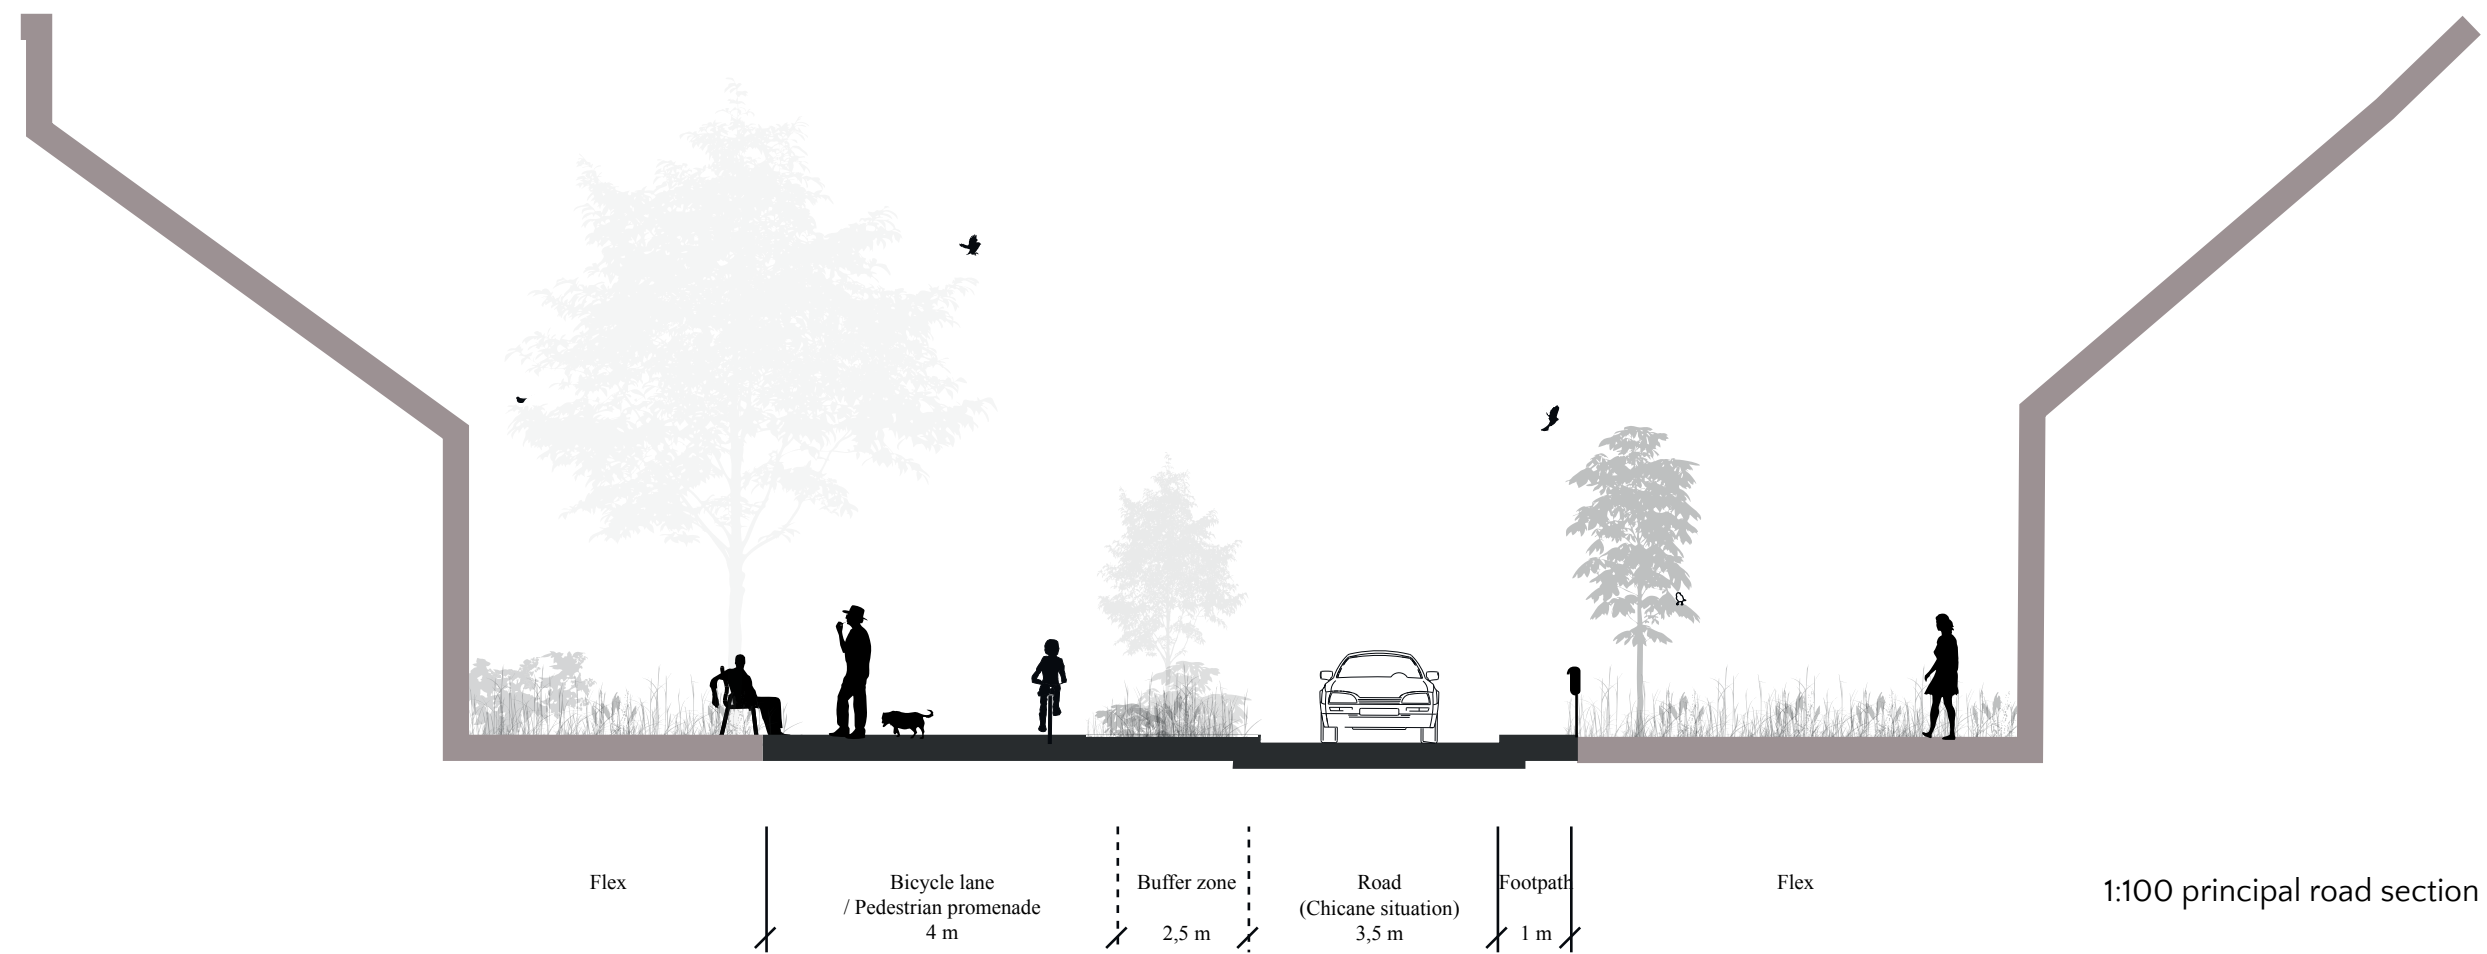 Flex
Bicycle lane
/ Pedestrian promenade
4 m
Buffer zone
2,5 m
Road
(Chicane situation)
3,5 m
Footpath
1 m
Flex
1:100 principal road section